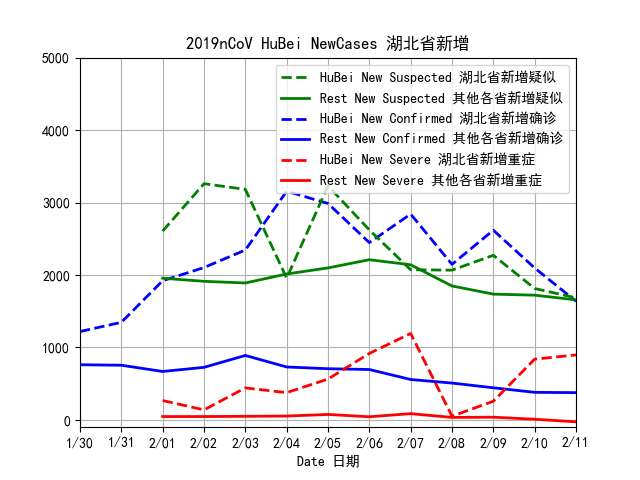 2019nCoV HuBei NewCases 湖北省新增
HuBei New Suspected 湖北省新增疑似
Rest New Suspected 其他各省新增疑似
HuBei New Confirmed 湖北省新增确诊
Rest New Confirmed 其他各省新增确诊
HuBei New Severe 湖北省新增重症
Rest New Severe 其他各省新增重症
5000
4000
3000
2000
1000
0
1/30 1/31 2/01 2/02 2/03 2/04 2/05 2/06 2/07 2/08 2/09 2/10 2/11
Date 日期